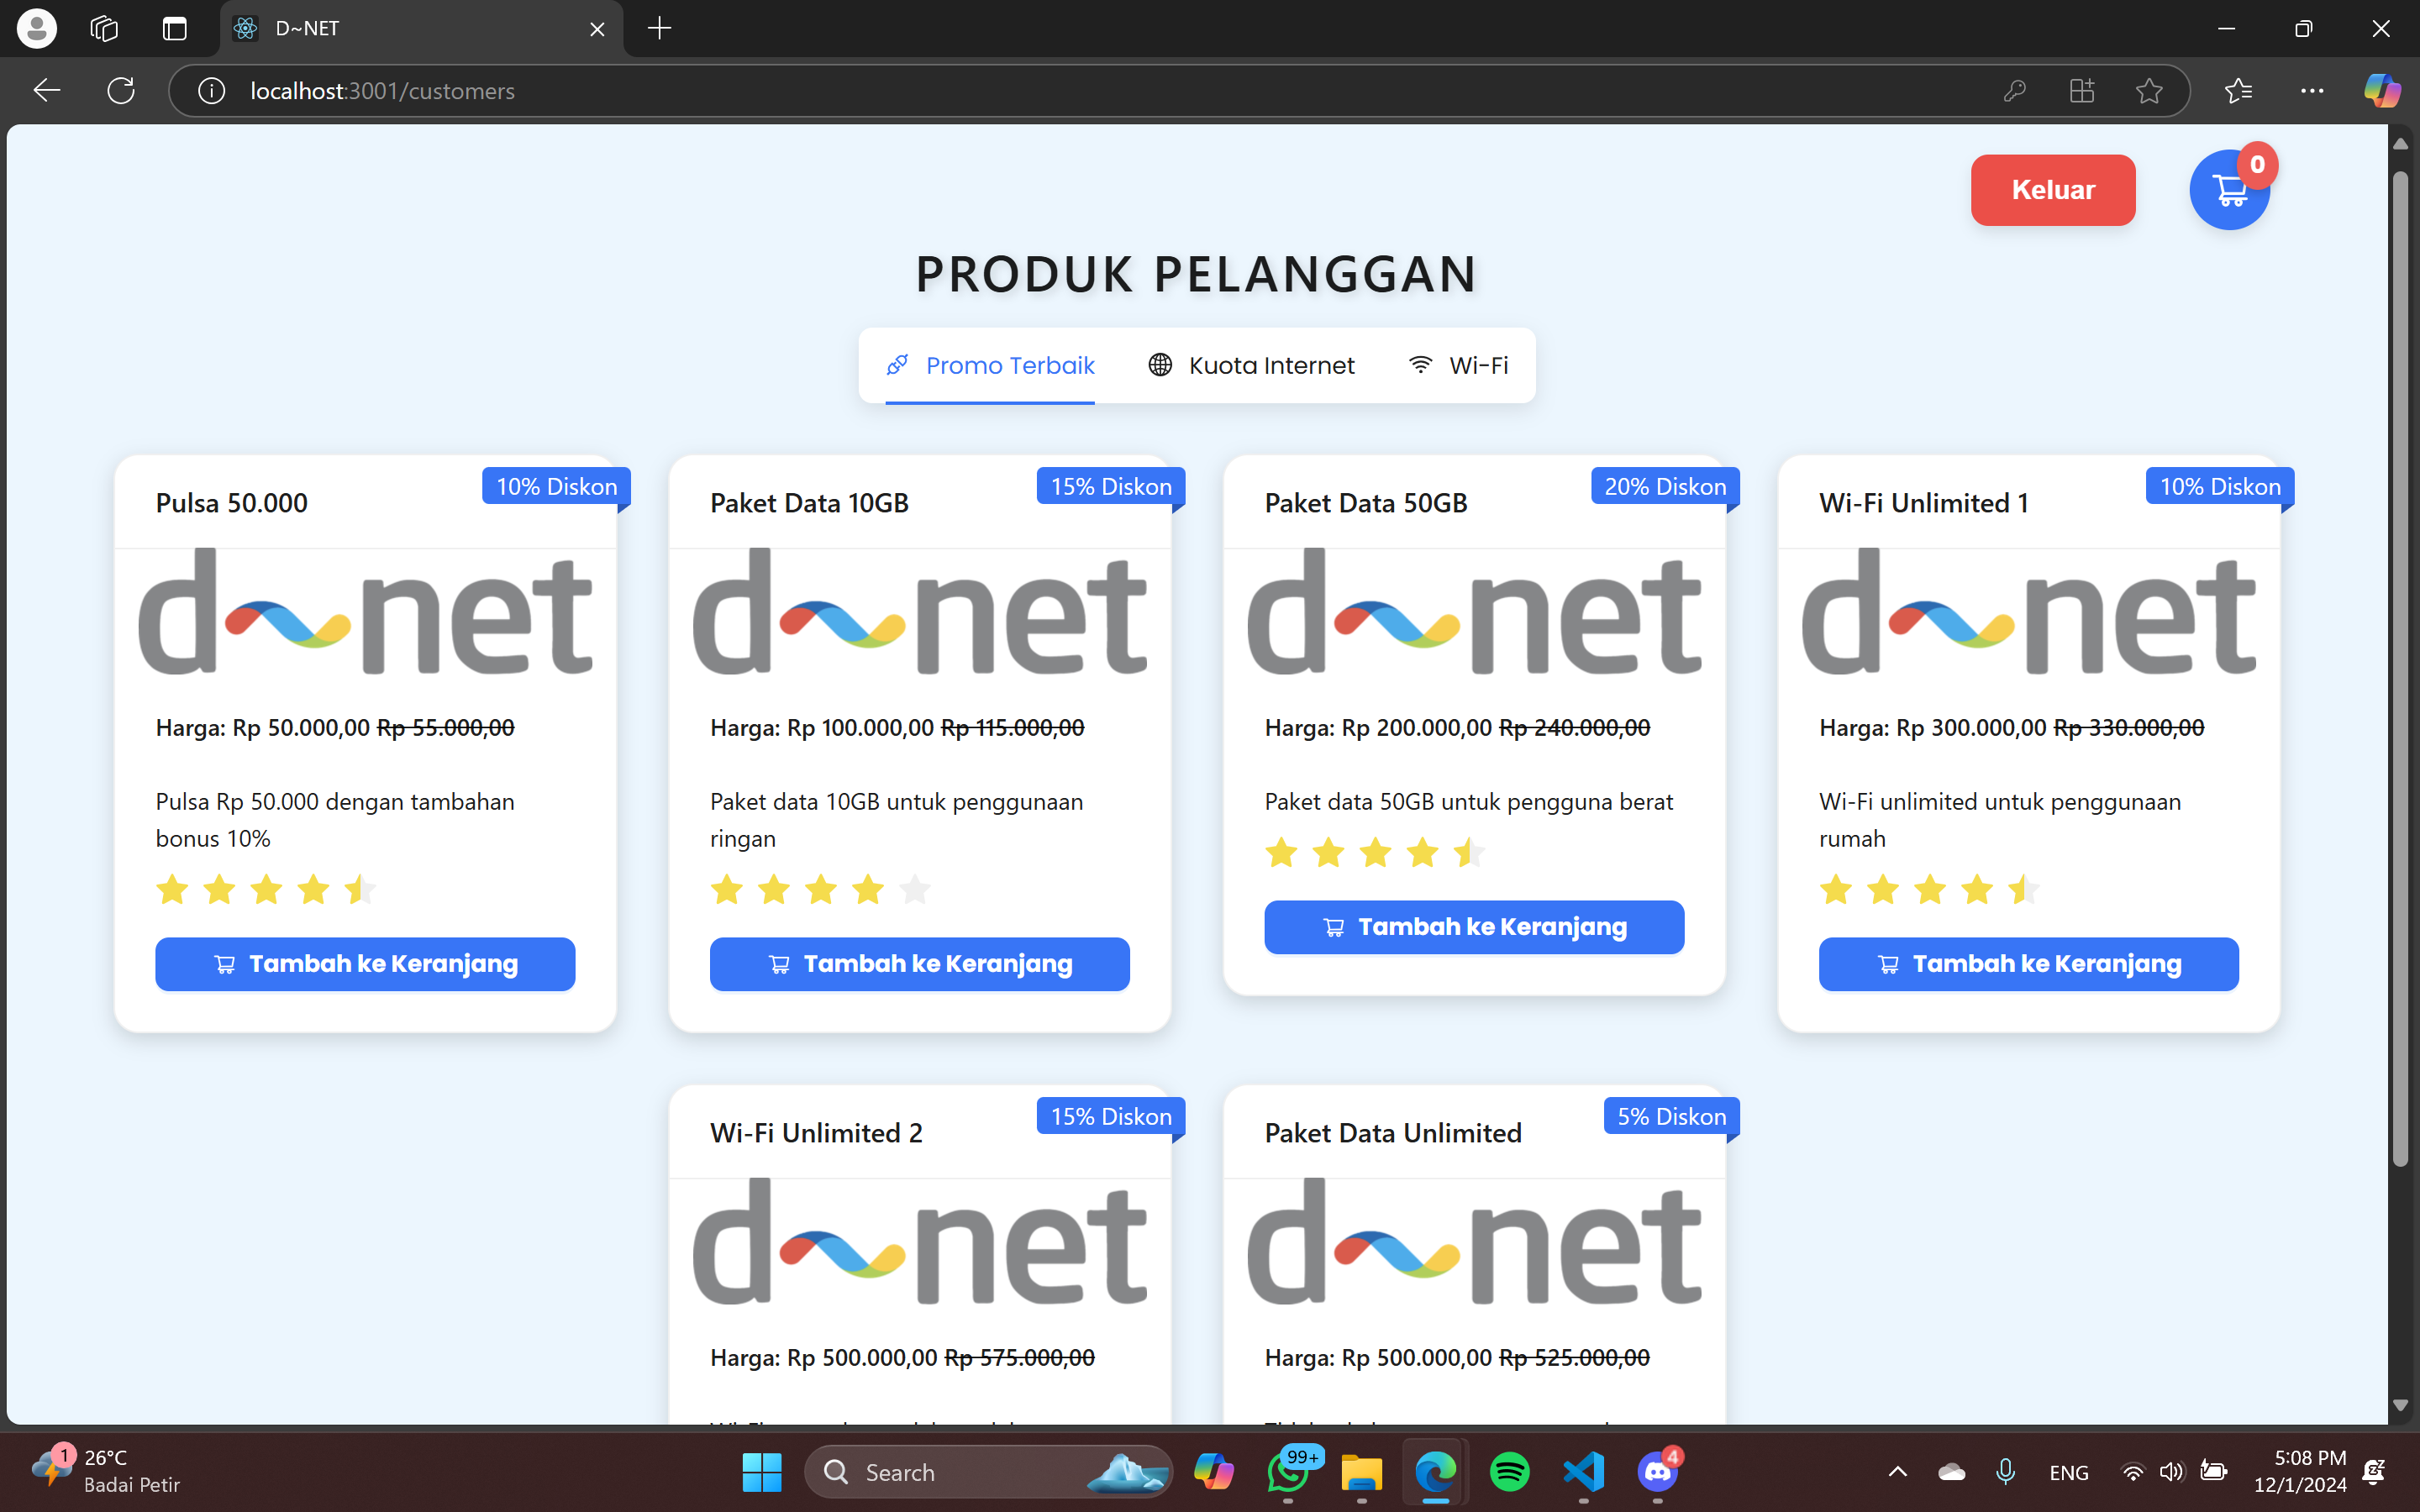 D~NET
localhost:3001/customers
Keluar
0
PRODUK PELANGGAN
Promo Terbaik
Kuota Internet
Wi-Fi
Pulsa 50.000
10% Diskon
d~net
Harga: Rp 50.000,00 Rp 55.000,00
Pulsa Rp 50.000 dengan tambahan
bonus 10%
Tambah ke Keranjang
Paket Data 10GB
15% Diskon
d~net
Harga: Rp 100.000,00 Rp 115.000,00
Paket data 10GB untuk penggunaan
ringan
Tambah ke Keranjang
Paket Data 50GB
20% Diskon
d~net
Harga: Rp 200.000,00 Rp 240.000,00
Paket data 50GB untuk pengguna berat
Tambah ke Keranjang
Wi-Fi Unlimited 1
10% Diskon
d~net
Harga: Rp 300.000,00 Rp 330.000,00
Wi-Fi unlimited untuk penggunaan
rumah
Tambah ke Keranjang
Wi-Fi Unlimited 2
15% Diskon
d~net
Harga: Rp 500.000,00 Rp 575.000,00
Paket Data Unlimited
5% Diskon
d~net
Harga: Rp 500.000,00 Rp 525.000,00
1
26°C
Badai Petir
Search
99+
4
ENG
5:08 PM
12/1/2024